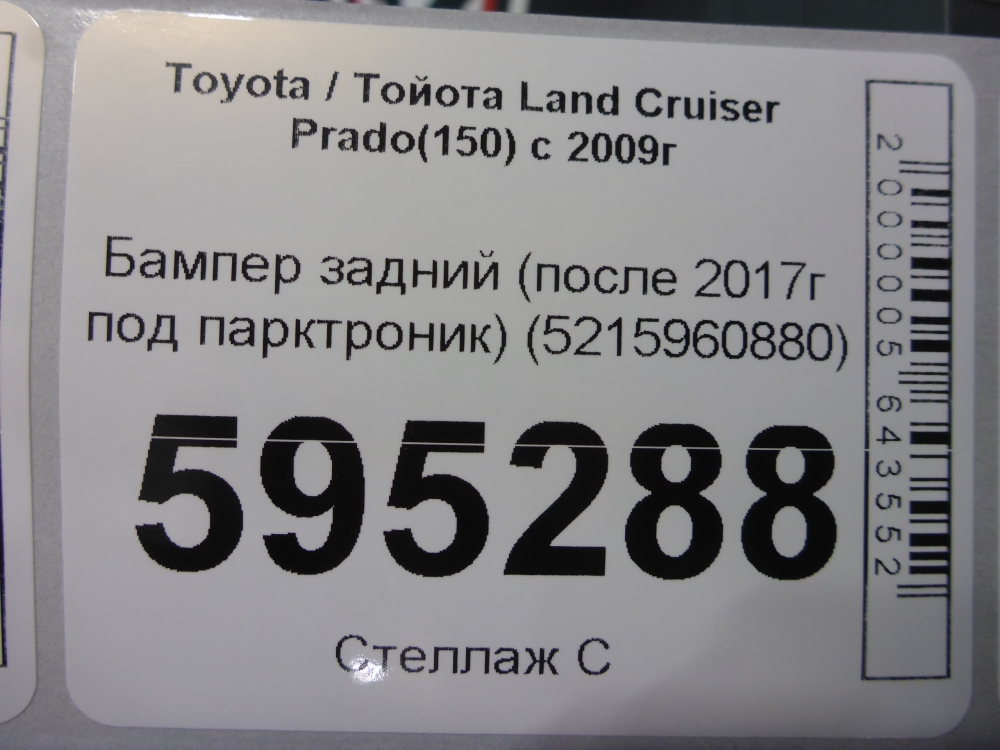 Toyota / Тойота Land Cruiser
Prado(150) с 2009г
Бампер задний (после 2017г
под парктроник) (5215960880)
595288
Стеллаж С
2000005643552